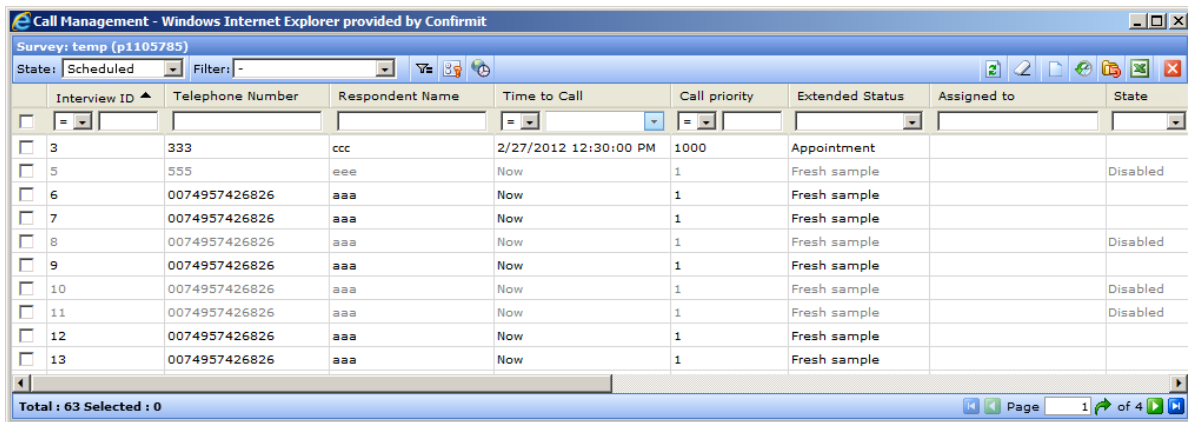 Call Management - Windows Internet Explorer provided by Confirmit
Survey: temp (p1105785)
State: Scheduled Filter: -
Interview ID Telephone Number Respondent Name Time to Call Call priority Extended Status Assigned to State
= = =
3 333 ccc 2/27/2012 12:30:00 PM 1000 Appointment
5 555 eee Now 1 Fresh sample Disabled
6 0074957426826 aaa Now 1 Fresh sample
7 0074957426826 aaa Now 1 Fresh sample
8 0074957426826 aaa Now 1 Fresh sample Disabled
9 0074957426826 aaa Now 1 Fresh sample
10 0074957426826 aaa Now 1 Fresh sample Disabled
11 0074957426826 aaa Now 1 Fresh sample Disabled
12 0074957426826 aaa Now 1 Fresh sample
13 0074957426826 aaa Now 1 Fresh sample
Total : 63 Selected : 0 Page 1 of 4